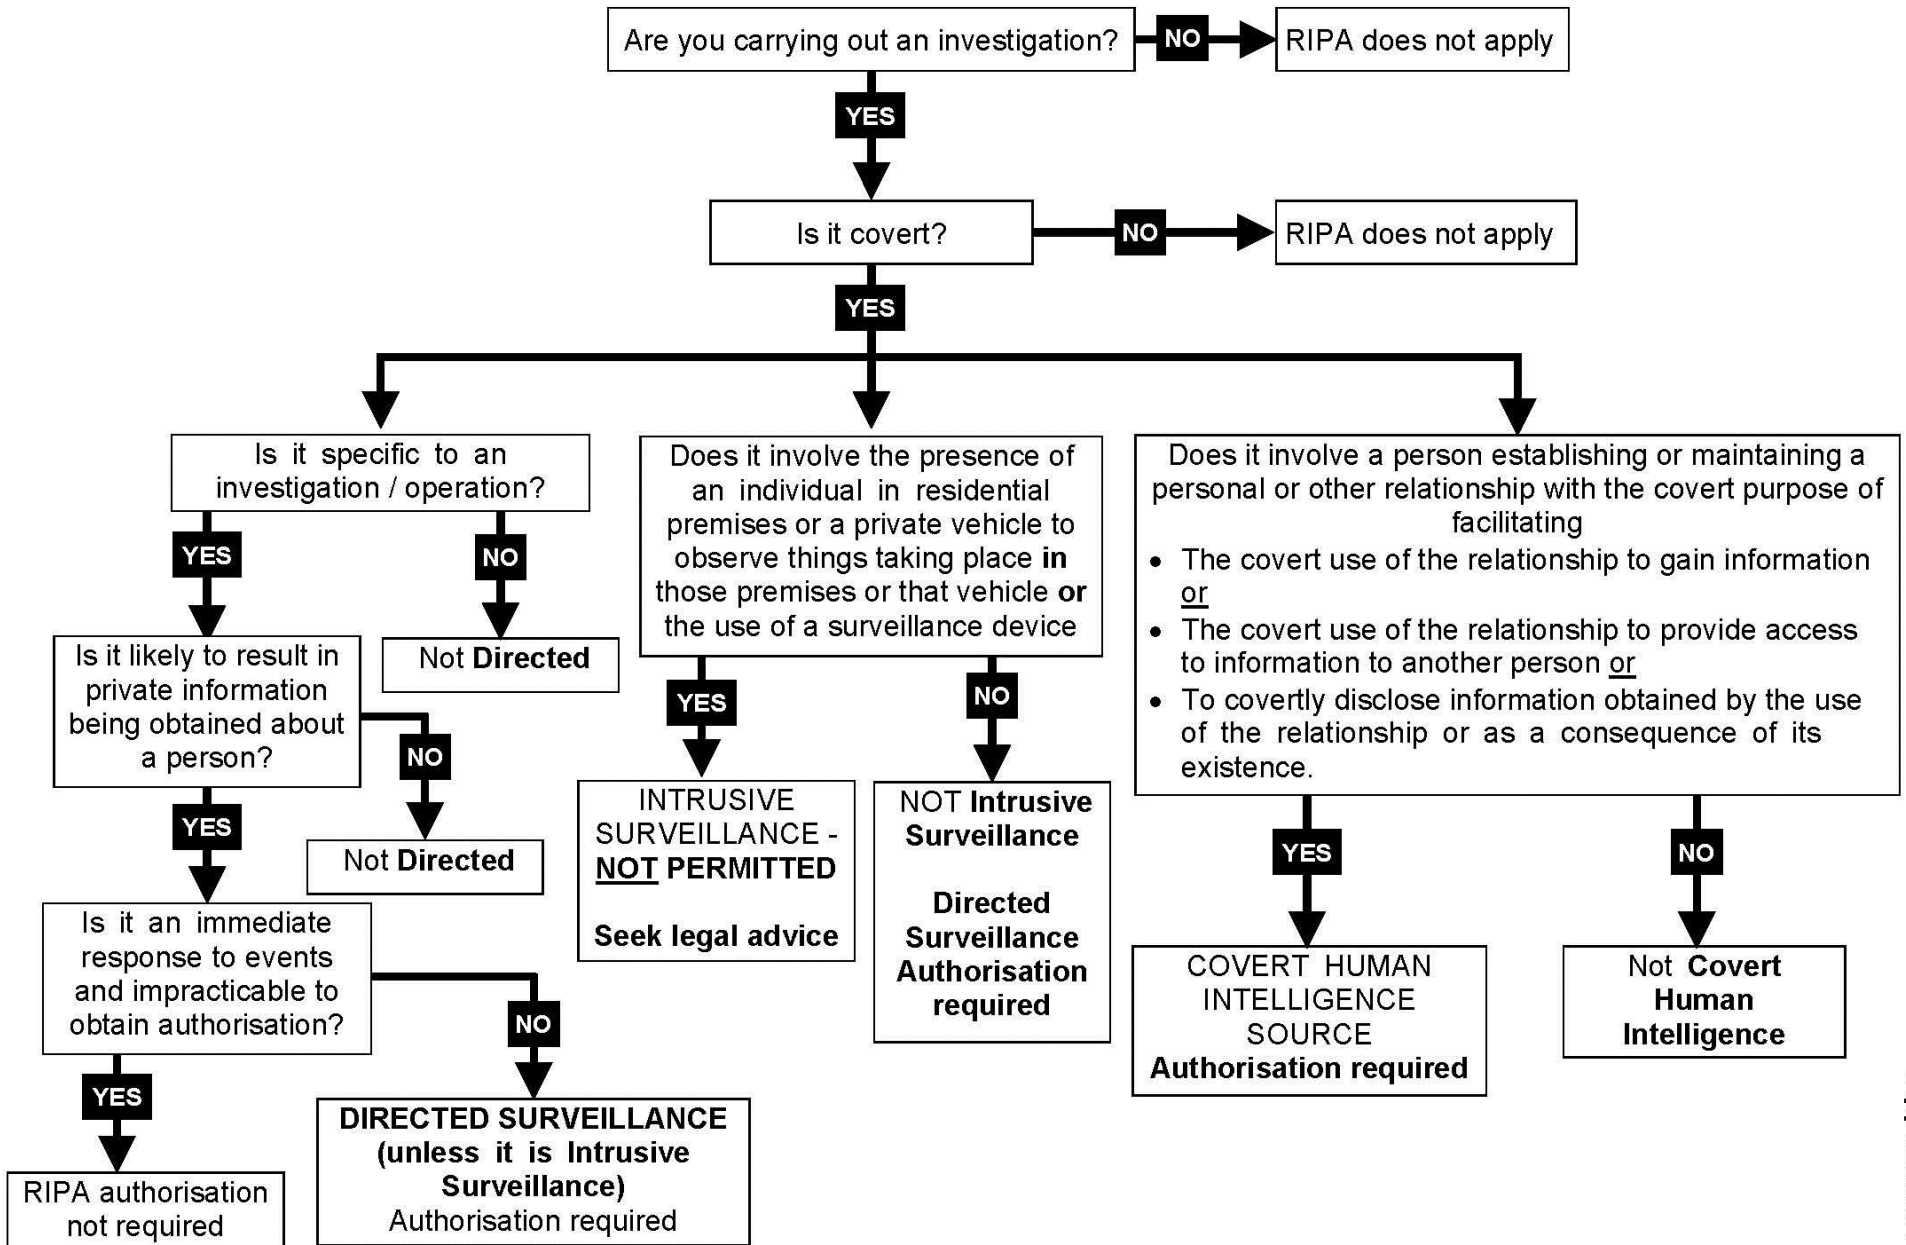 Are you carrying out an investigation?
NO
RIPA does not apply
YES
Is it covert?
NO
RIPA does not apply
YES
Is it specific to an
investigation / operation?
YES
NO
Not Directed
Is it likely to result in
private information
being obtained about
a person?
NO
Not Directed
YES
Is it an immediate
response to events
and impracticable to
obtain authorisation?
YES
NO
RIPA authorisation
not required
DIRECTED SURVEILLANCE
(unless it is Intrusive
Surveillance)
Authorisation required
Does it involve the presence of
an individual in residential
premises or a private vehicle to
observe things taking place in
those premises or that vehicle or
the use of a surveillance device
YES
NO
INTRUSIVE
SURVEILLANCE -
NOT PERMITTED
Seek legal advice
NOT Intrusive
Surveillance
Directed
Surveillance
Authorisation
required
Does it involve a person establishing or maintaining a
personal or other relationship with the covert purpose of
facilitating
• The covert use of the relationship to gain information
or
• The covert use of the relationship to provide access
to information to another person or
• To covertly disclose information obtained by the use
of the relationship or as a consequence of its
existence.
YES
NO
COVERT HUMAN
INTELLIGENCE
SOURCE
Authorisation required
Not Covert
Human
Intelligence